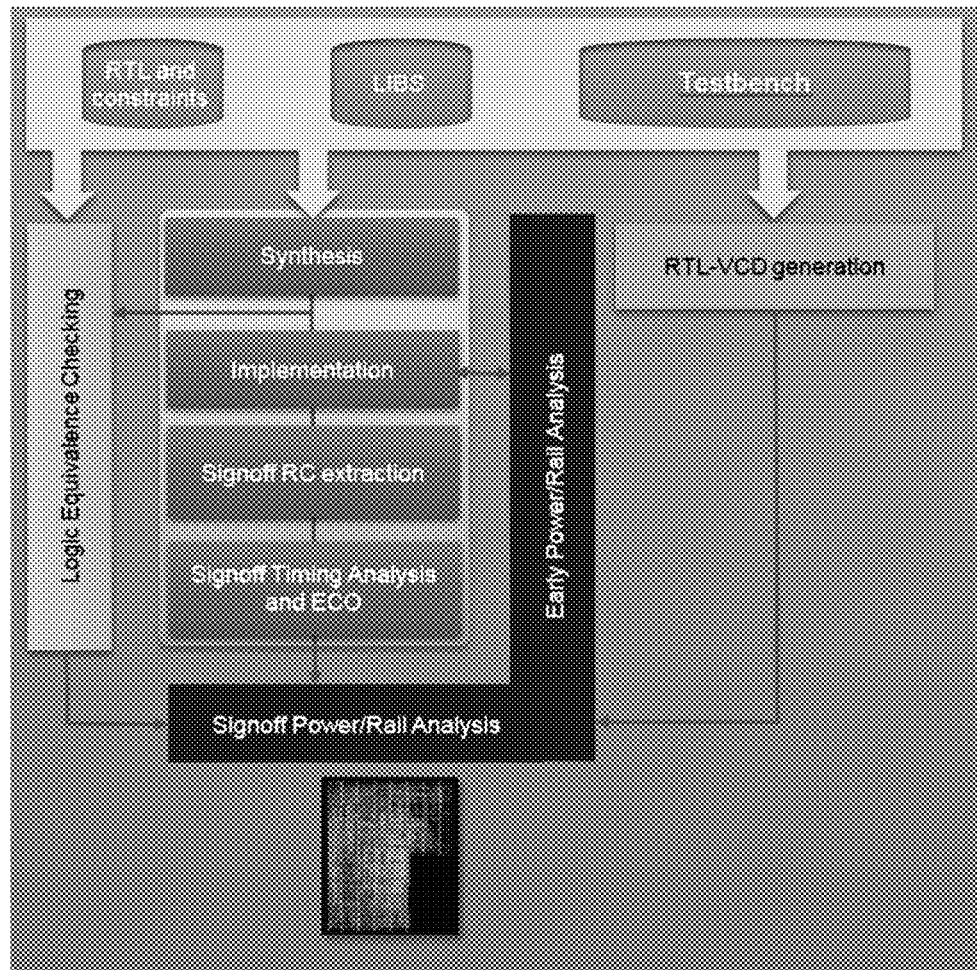 RTL and
constraints
LIBS
Testbench
Synthesis
RTL-VCD generation
Implementation
Logic Equivalence Checking
Early Power/Rail Analysis
Signoff RC extraction
Signoff Timing Analysis
and ECO
Signoff Power/Rail Analysis